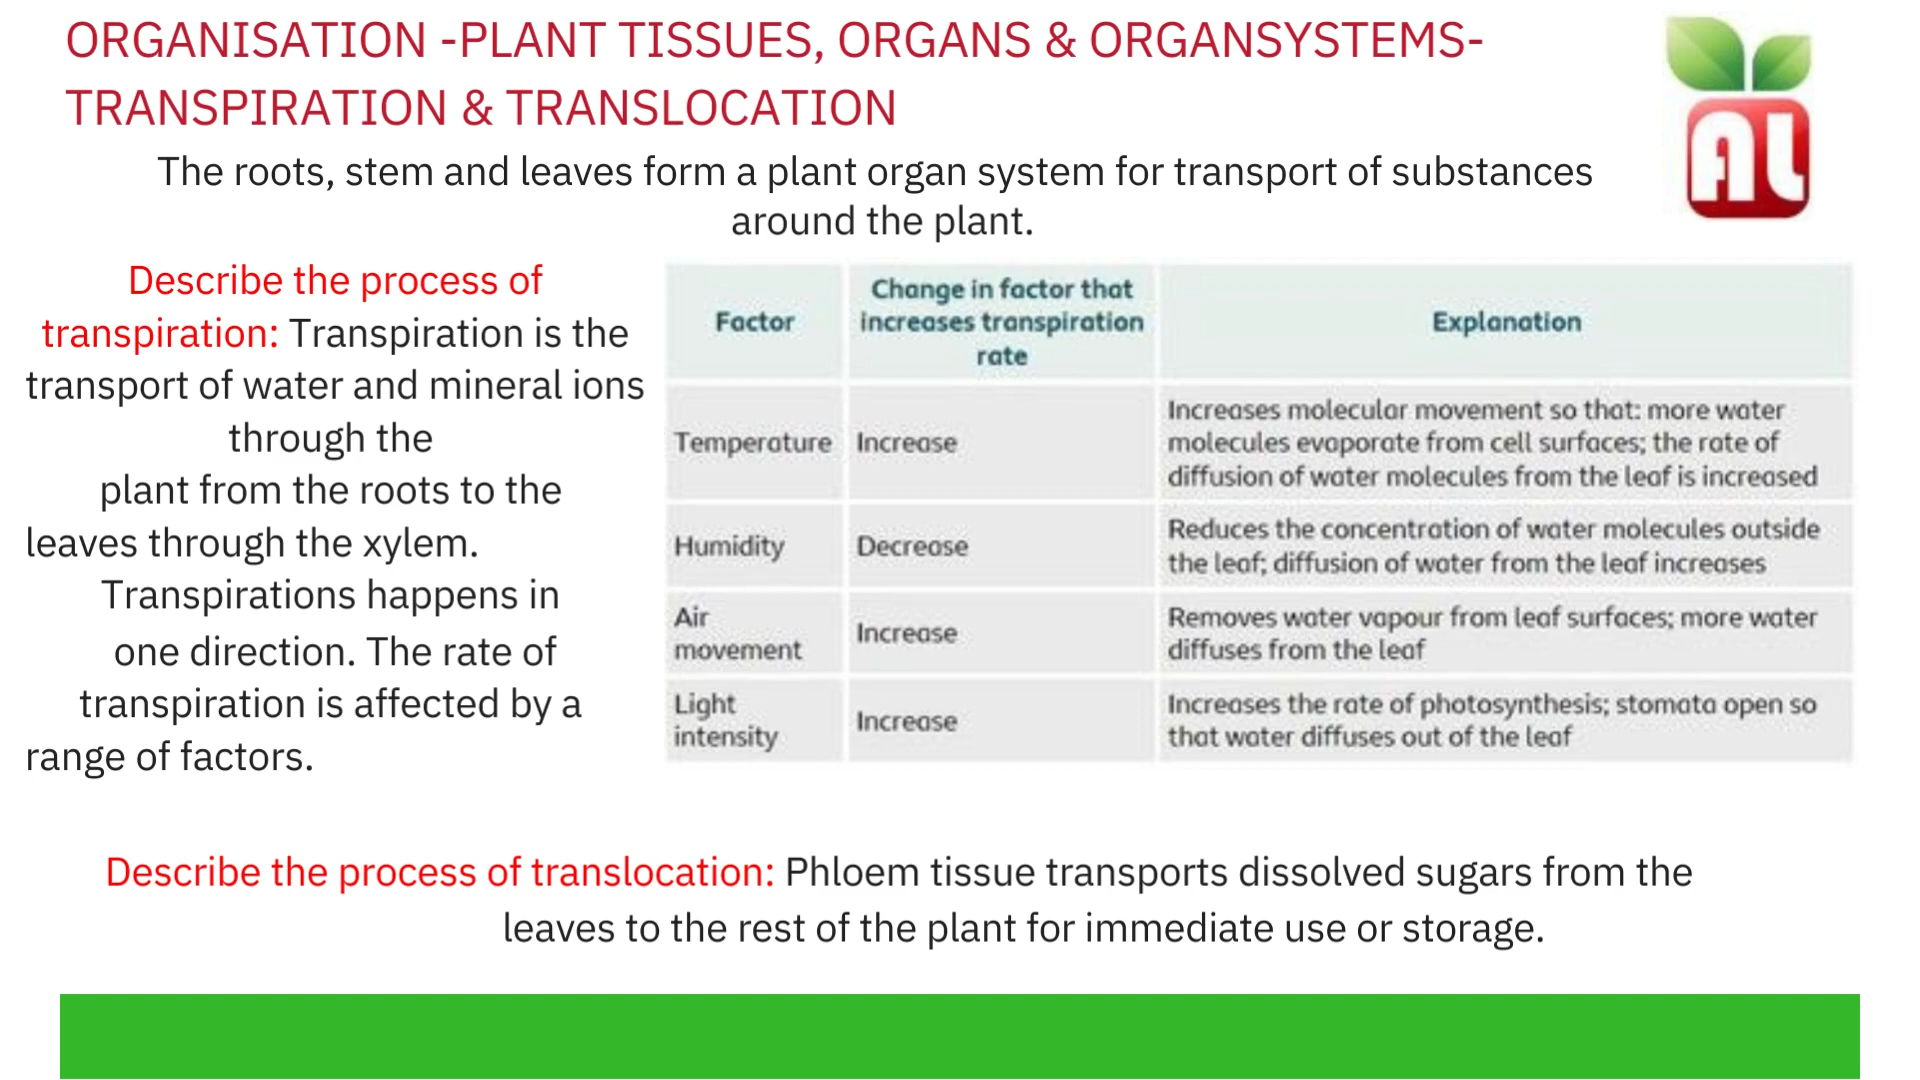 ORGANISATION -PLANT TISSUES, ORGANS & ORGANSYSTEMS-
TRANSPIRATION & TRANSLOCATION
AL
The roots, stem and leaves form a plant organ system for transport of substances
around the plant.
Describe the process of
transpiration: Transpiration is the
transport of water and mineral ions
through the
plant from the roots to the
leaves through the xylem.
Transpirations happens in
one direction. The rate of
transpiration is affected by a
range of factors.
Factor
Change in factor that
increases transpiration
rate
Explanation
Temperature
Increase
Increases molecular movement so that: more water
molecules evaporate from cell surfaces; the rate of
diffusion of water molecules from the leaf is increased
Humidity
Decrease
Reduces the concentration of water molecules outside
the leaf; diffusion of water from the leaf increases
Air
movement
Increase
Removes water vapour from leaf surfaces; more water
diffuses from the leaf
Light
intensity
Increase
Increases the rate of photosynthesis; stomata open so
that water diffuses out of the leaf
Describe the process of translocation: Phloem tissue transports dissolved sugars from the
leaves to the rest of the plant for immediate use or storage.